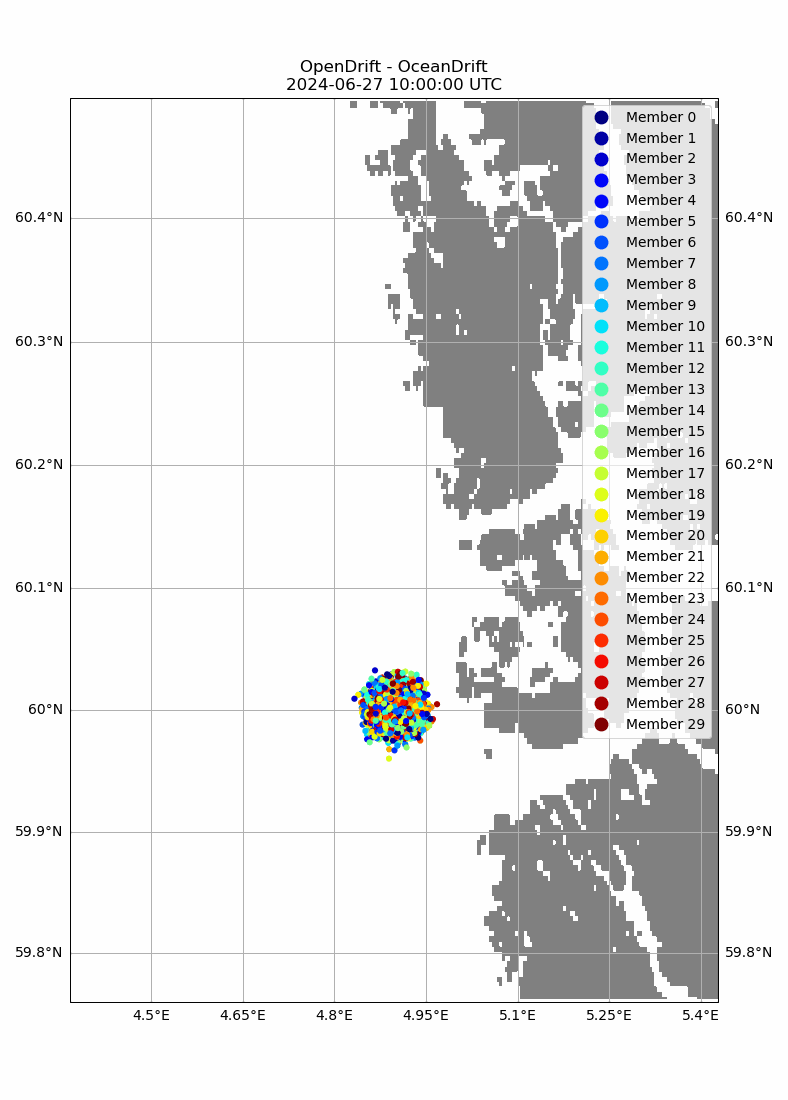 OpenDrift - OceanDrift
2024-06-27 10:00:00 UTC
Member 0
Member 1
Member 2
Member 3
Member 4
Member 5
Member 6
Member 7
Member 8
Member 9
Member 10
Member 11
Member 12
Member 13
Member 14
Member 15
Member 16
Member 17
Member 18
Member 19
Member 20
Member 21
Member 22
Member 23
Member 24
Member 25
Member 26
Member 27
Member 28
Member 29
60.4°N 60.4°N
60.3°N 60.3°N
60.2°N 60.2°N
60.1°N 60.1°N
60°N 60°N
59.9°N 59.9°N
59.8°N 59.8°N
4.5°E 4.65°E 4.8°E 4.95°E 5.1°E 5.25°E 5.4°E